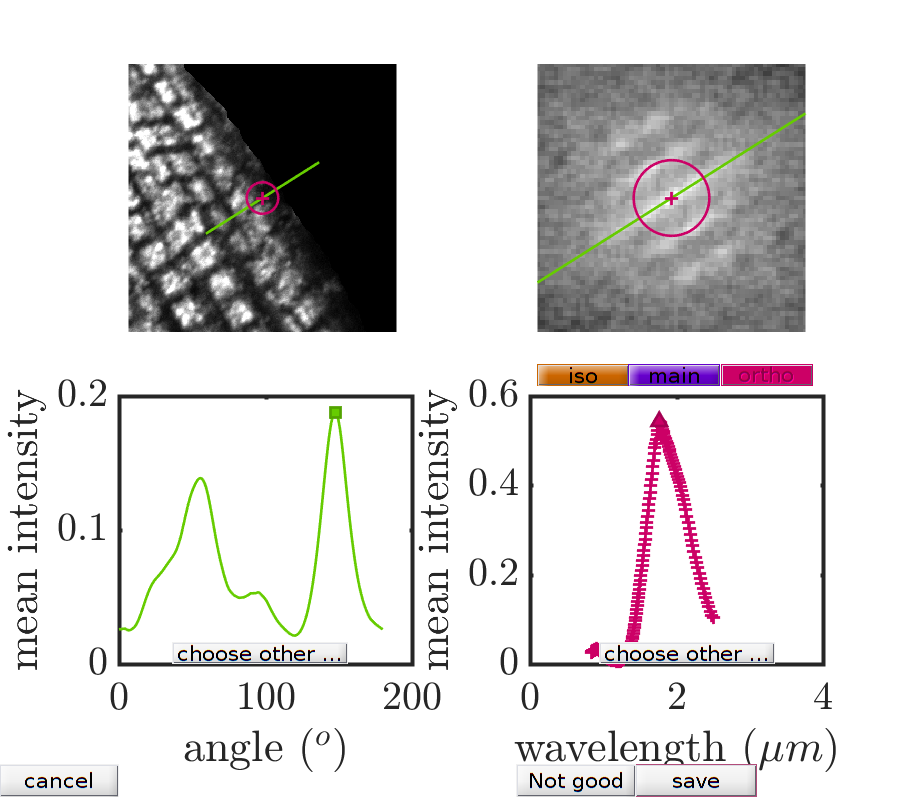 iso main ortho
0.2
0.1
0
mean intensity
choose other ...
0 100 200
angle (o)
0.6
0.4
0.2
0
mean intensity
choose other ...
0 2 4
wavelength (μm)
cancel Not good save